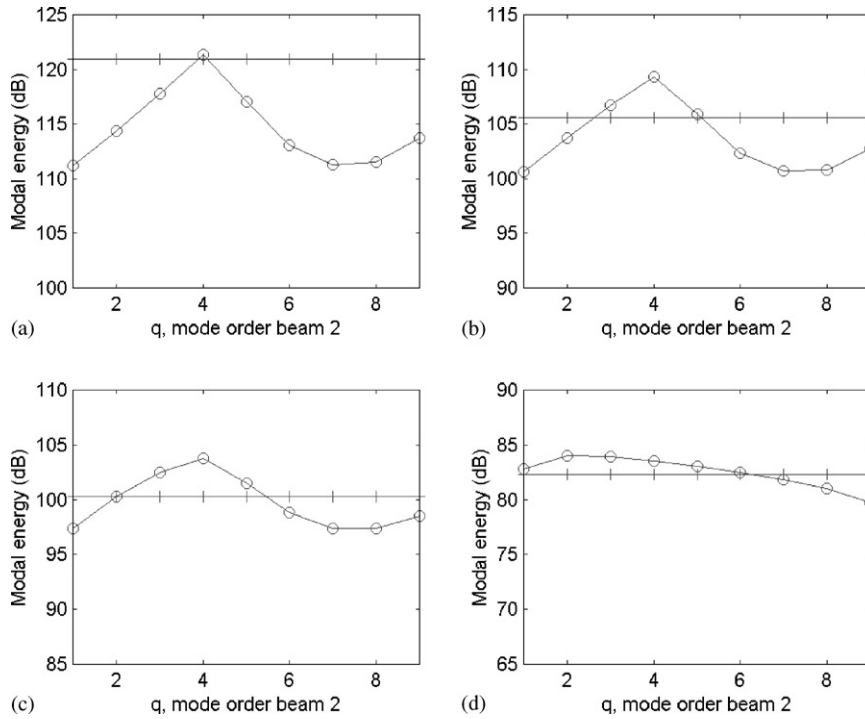 125
120
115
110
105
100
Modal energy (dB)
2 4 6 8
q, mode order beam 2
(a)
115
110
105
100
95
90
Modal energy (dB)
2 4 6 8
q, mode order beam 2
(b)
110
105
100
95
90
85
Modal energy (dB)
2 4 6 8
q, mode order beam 2
(c)
90
85
80
75
70
65
Modal energy (dB)
2 4 6 8
q, mode order beam 2
(d)